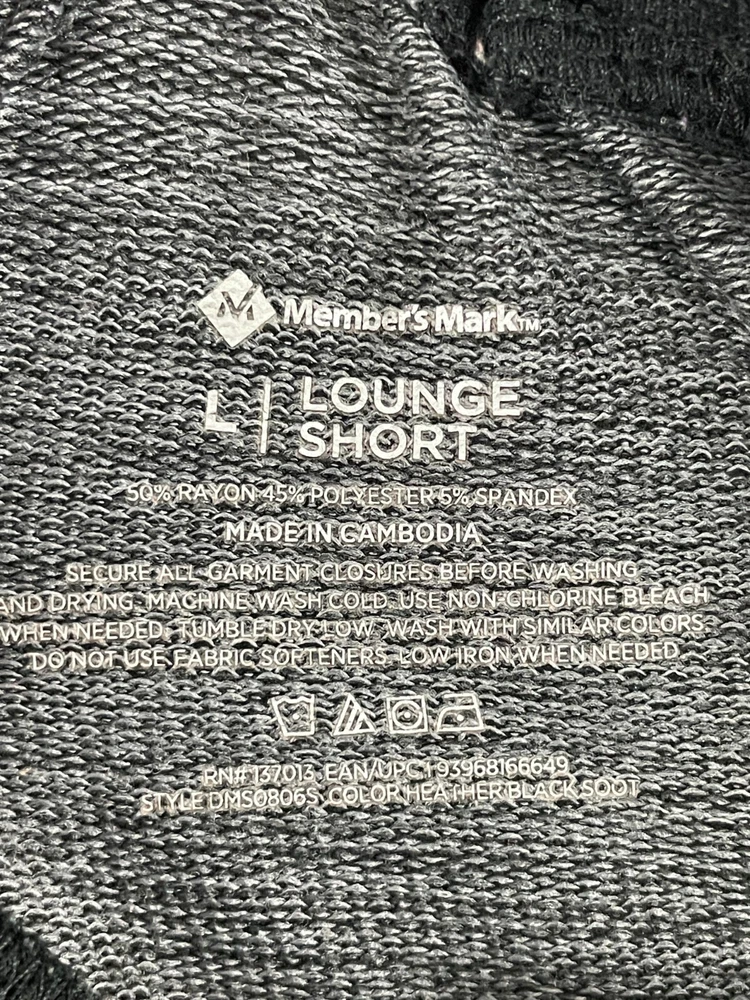 M Member's Mark™
L | LOUNGE
SHORT
50% RAYON 45% POLYESTER 5% SPANDEX
MADE IN CAMBODIA
SECURE ALL GARMENT CLOSURES BEFORE WASHING
AND DRYING. MACHINE WASH COLD. USE NON-CHLORINE BLEACH
WHEN NEEDED. TUMBLE DRY LOW. WASH WITH SIMILAR COLORS.
DO NOT USE FABRIC SOFTENERS. LOW IRON WHEN NEEDED.
RN# 137013 EAN/UPC 193968166649
STYLE DMS0806S COLOR HEATHER BLACK SOOT